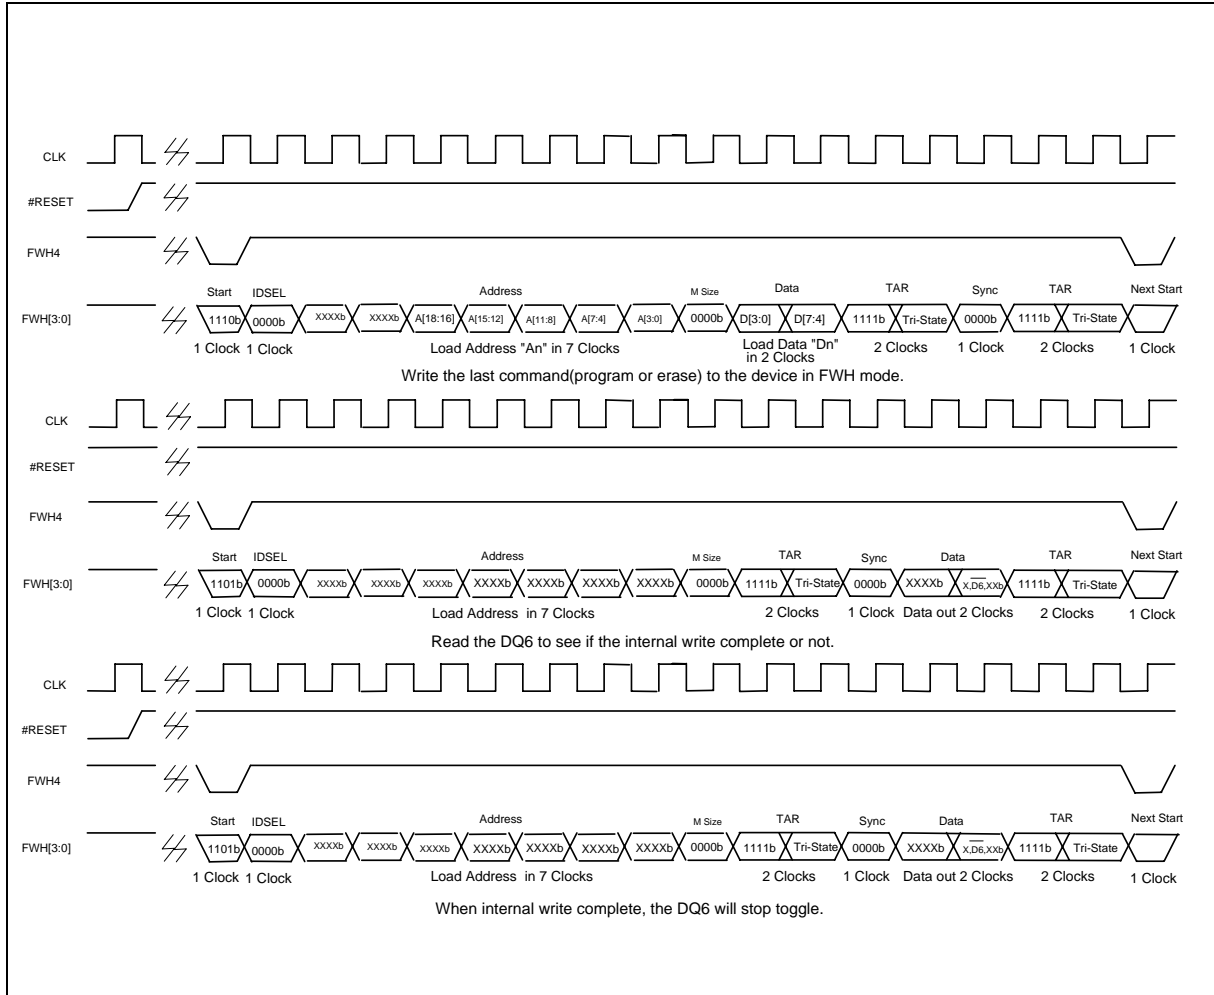 CLK
#RESET
FWH4
Start IDSEL Address M Size Data TAR Sync TAR Next Start
FWH[3:0] 1110b 0000b XXXXb XXXXb A[18:16] A[15:12] A[11:8] A[7:4] A[3:0] 0000b D[3:0] D[7:4] 1111b Tri-State 0000b 1111b Tri-State
1 Clock 1 Clock Load Address "An" in 7 Clocks Load Data "Dn" 2 Clocks 1 Clock 2 Clocks 1 Clock
in 2 Clocks
Write the last command(program or erase) to the device in FWH mode.
CLK
#RESET
FWH4
Start IDSEL Address M Size TAR Sync Data TAR Next Start
FWH[3:0] 1101b 0000b XXXXb XXXXb XXXXb XXXXb XXXXb XXXXb XXXXb 0000b 1111b Tri-State 0000b XXXXb X,D6,XXb 1111b Tri-State
1 Clock 1 Clock Load Address in 7 Clocks 2 Clocks 1 Clock Data out 2 Clocks 2 Clocks 1 Clock
Read the DQ6 to see if the internal write complete or not.
CLK
#RESET
FWH4
Start IDSEL Address M Size TAR Sync Data TAR Next Start
FWH[3:0] 1101b 0000b XXXXb XXXXb XXXXb XXXXb XXXXb XXXXb XXXXb 0000b 1111b Tri-State 0000b XXXXb X,D6,XXb 1111b Tri-State
1 Clock 1 Clock Load Address in 7 Clocks 2 Clocks 1 Clock Data out 2 Clocks 2 Clocks 1 Clock
When internal write complete, the DQ6 will stop toggle.